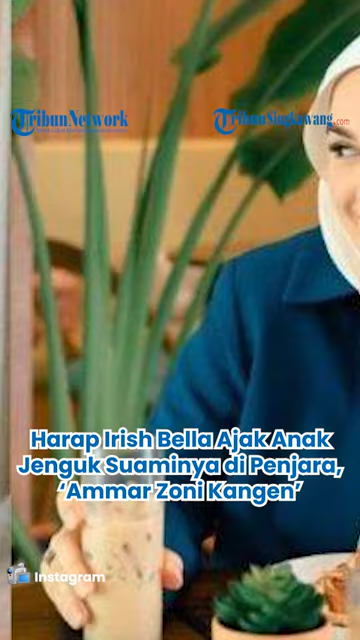 TribunNetwork
TribunSingkawang.com
Harap Irish Bella Ajak Anak
Jenguk Suaminya di Penjara,
‘Ammar Zoni Kangen’
Instagram